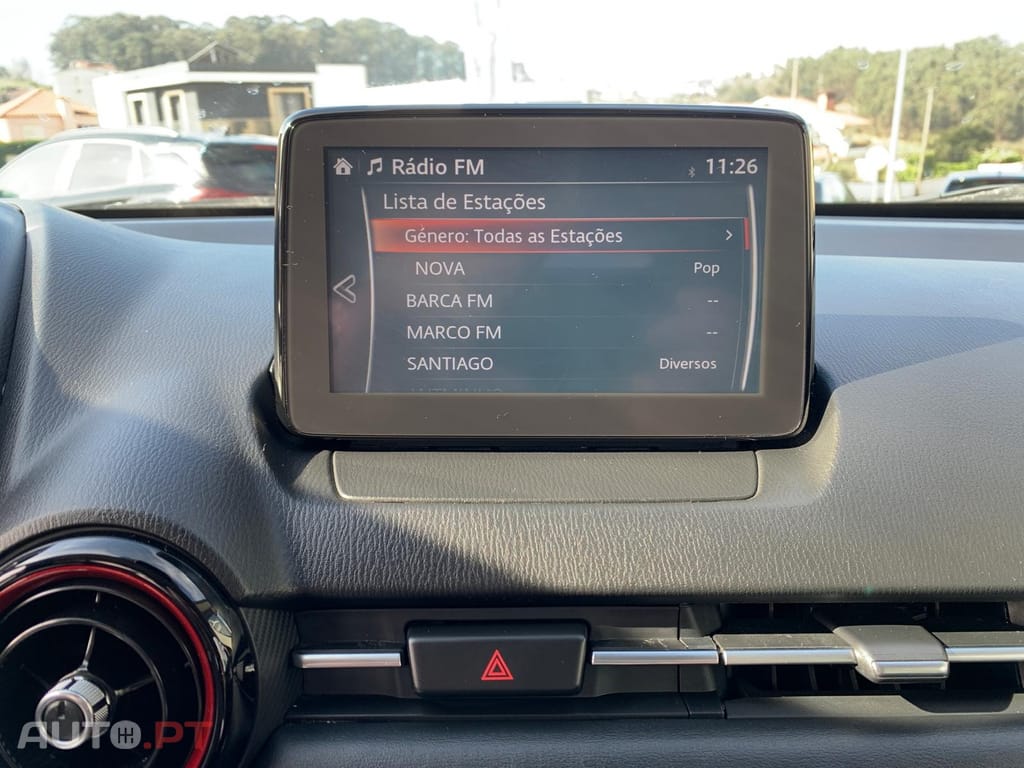 Rádio FM 11:26
Lista de Estações
Género: Todas as Estações
NOVA Pop
BARCA FM --
MARCO FM --
SANTIAGO Diversos
AUTO.PT